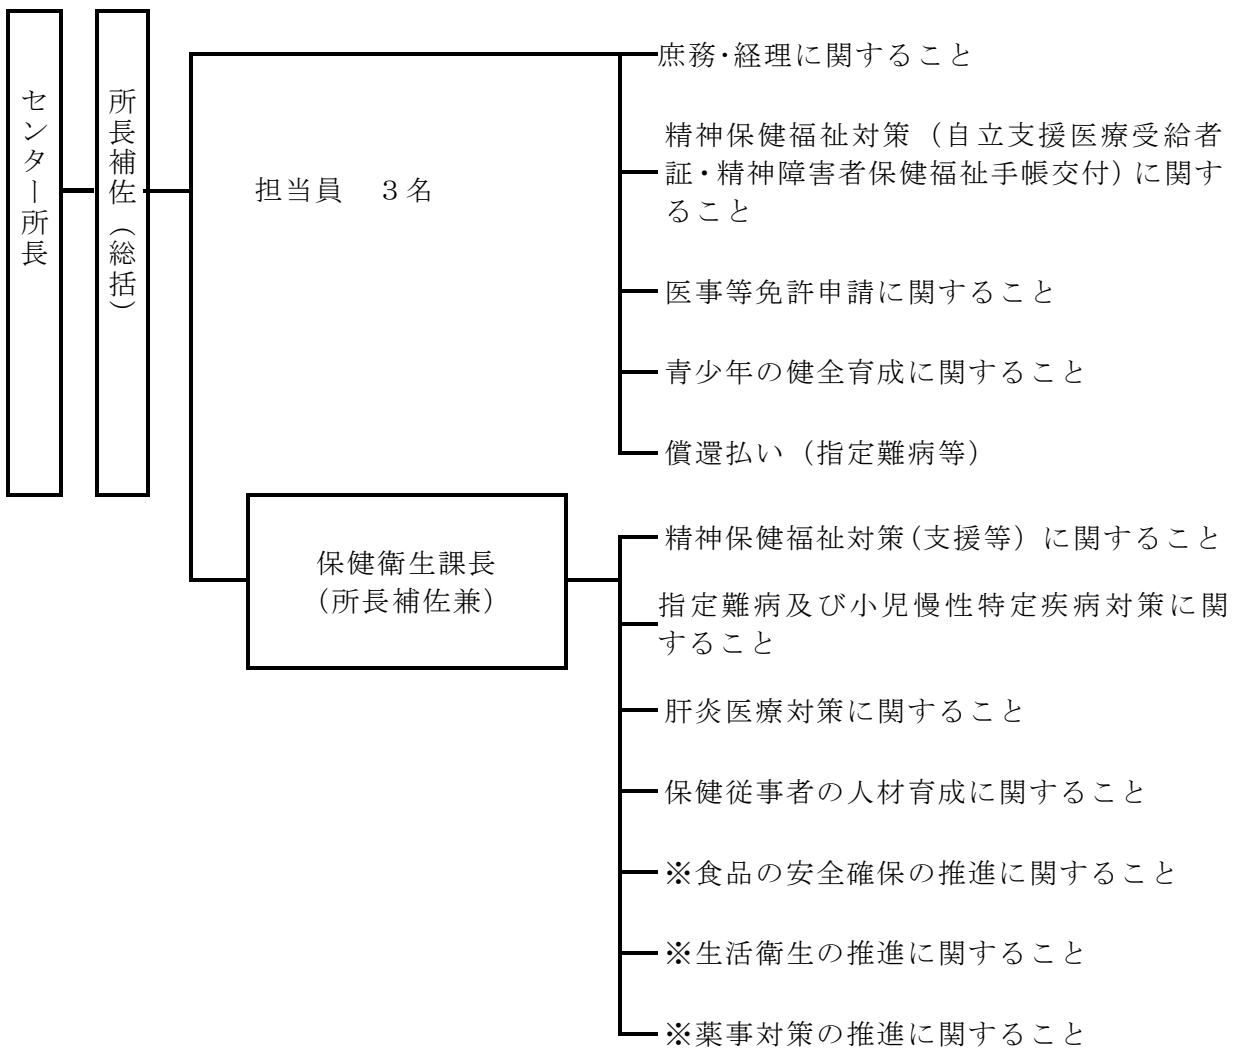 センター所長
所長補佐（総括）
担当員　３名
庶務･経理に関すること
精神保健福祉対策（自立支援医療受給者
証･精神障害者保健福祉手帳交付)に関す
ること
医事等免許申請に関すること
青少年の健全育成に関すること
償還払い（指定難病等）
保健衛生課長
（所長補佐兼）
精神保健福祉対策(支援等）に関すること
指定難病及び小児慢性特定疾病対策に関
すること
肝炎医療対策に関すること
保健従事者の人材育成に関すること
※食品の安全確保の推進に関すること
※生活衛生の推進に関すること
※薬事対策の推進に関すること